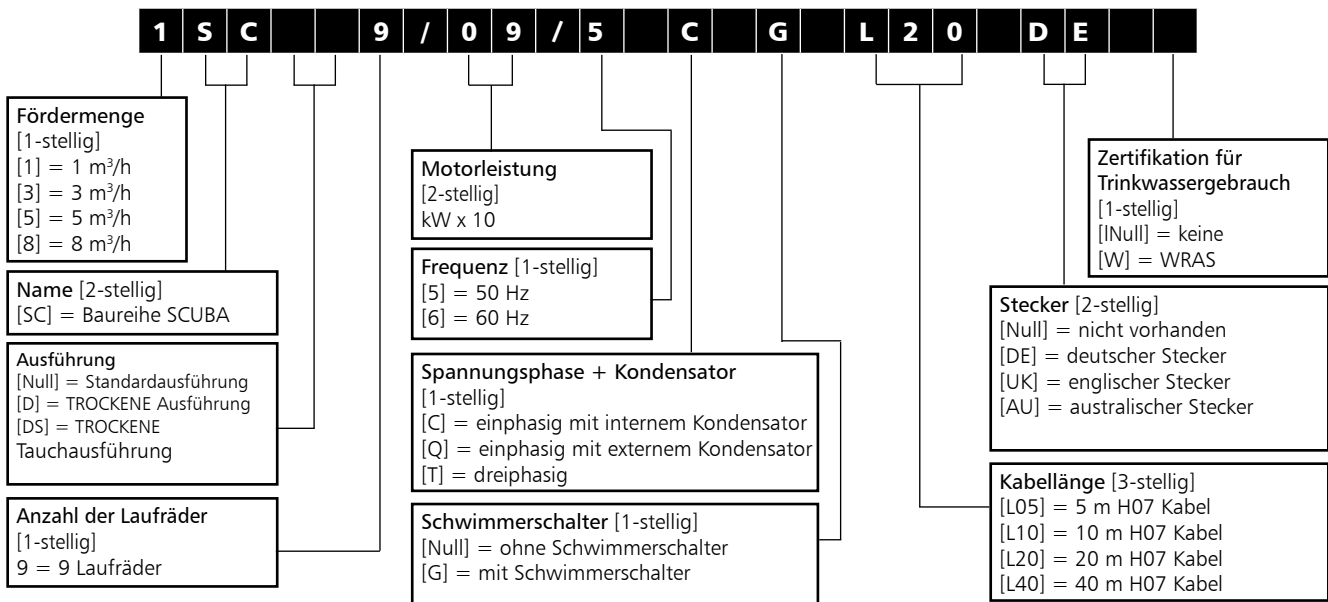 1 S C 9 / 0 9 / 5 C G L 2 0 D E
Fördermenge
[1-stellig]
[1] = 1 m³/h
[3] = 3 m³/h
[5] = 5 m³/h
[8] = 8 m³/h
Name [2-stellig]
[SC] = Baureihe SCUBA
Ausführung
[Null] = Standardausführung
[D] = TROCKENE Ausführung
[DS] = TROCKENE
Tauchausführung
Anzahl der Laufräder
[1-stellig]
9 = 9 Laufräder
Motorleistung
[2-stellig]
kW x 10
Frequenz [1-stellig]
[5] = 50 Hz
[6] = 60 Hz
Spannungsphase + Kondensator
[1-stellig]
[C] = einphasig mit internem Kondensator
[Q] = einphasig mit externem Kondensator
[T] = dreiphasig
Schwimmerschalter [1-stellig]
[Null] = ohne Schwimmerschalter
[G] = mit Schwimmerschalter
Zertifikation für
Trinkwassergebrauch
[1-stellig]
[lNull] = keine
[W] = WRAS
Stecker [2-stellig]
[Null] = nicht vorhanden
[DE] = deutscher Stecker
[UK] = englischer Stecker
[AU] = australischer Stecker
Kabellänge [3-stellig]
[L05] = 5 m H07 Kabel
[L10] = 10 m H07 Kabel
[L20] = 20 m H07 Kabel
[L40] = 40 m H07 Kabel